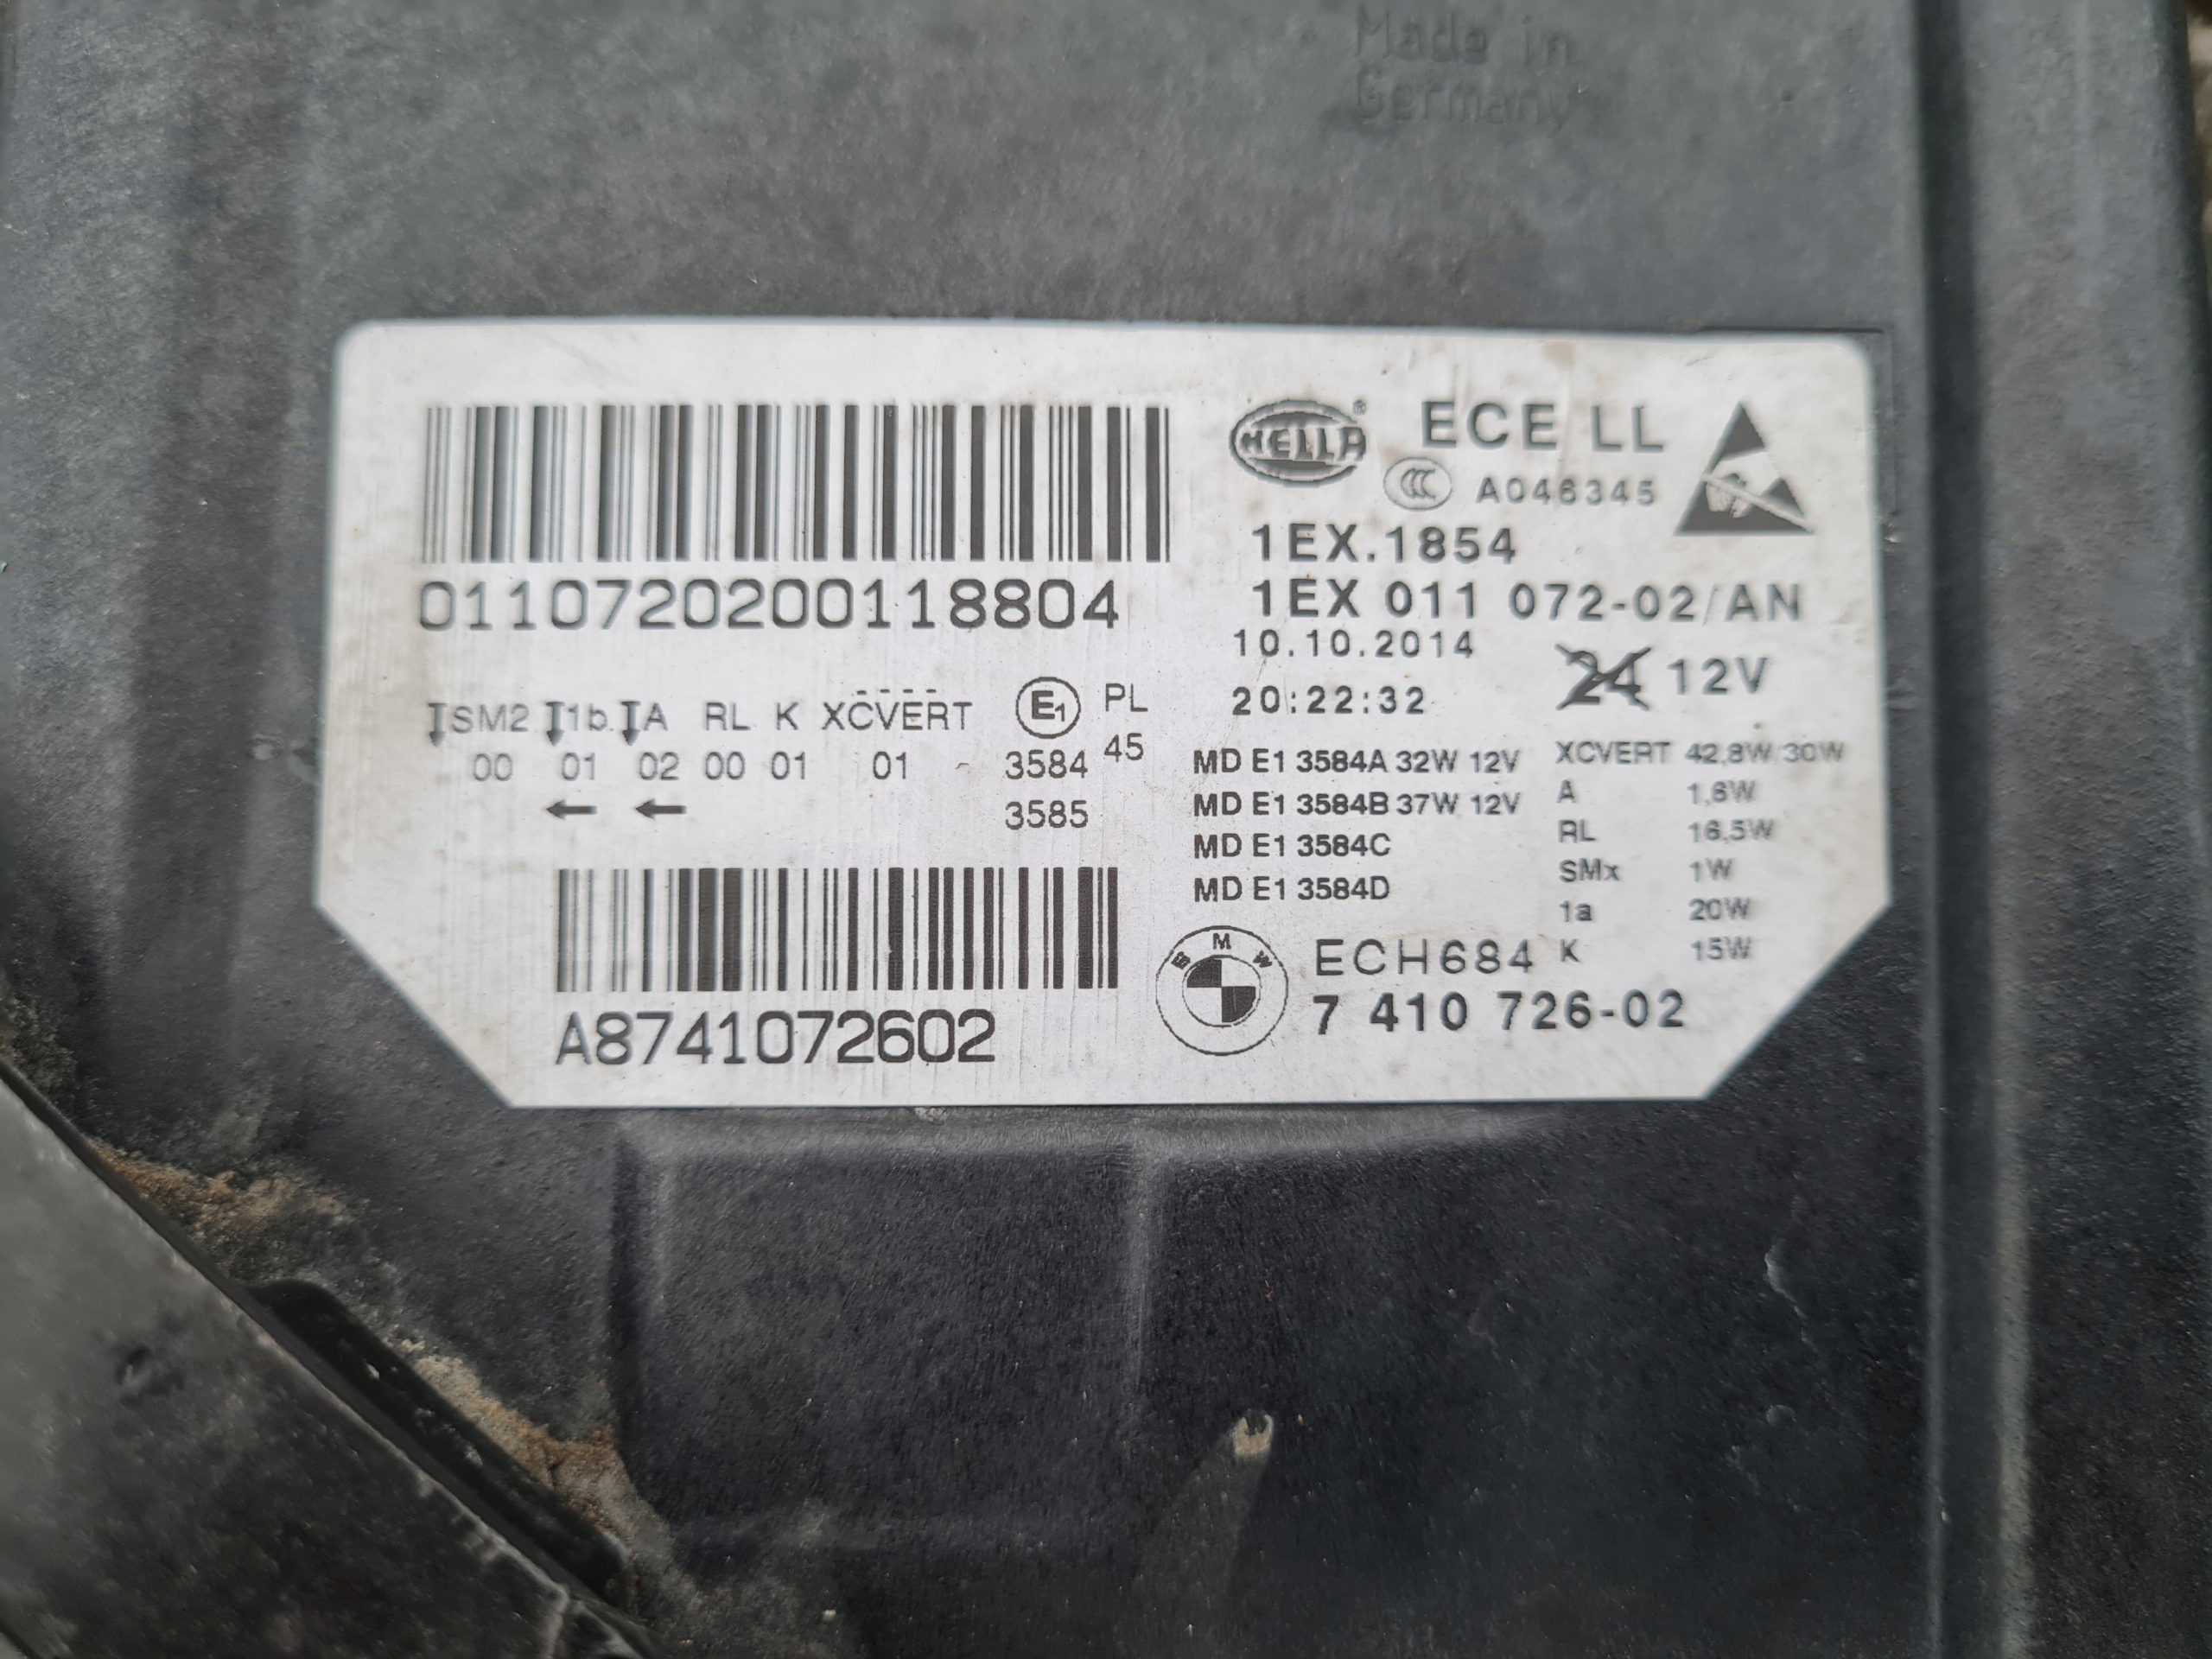 Made in
Germany
HELLA ® ECE LL
CCC A046345
1EX.1854
0110720200118804
1EX 011 072-02/AN
10.10.2014
24 12V
20:22:32
SM2 1b. A RL K XCVERT E1 PL
00 01 02 00 01 01 - 3584 45
3585
MD E1 3584A 32W 12V
MD E1 3584B 37W 12V
MD E1 3584C
MD E1 3584D
XCVERT 42,8W/30W
A 1,6W
RL 16,5W
SMx 1W
1a 20W
K 15W
A8741072602
BMW ECH684
7 410 726-02